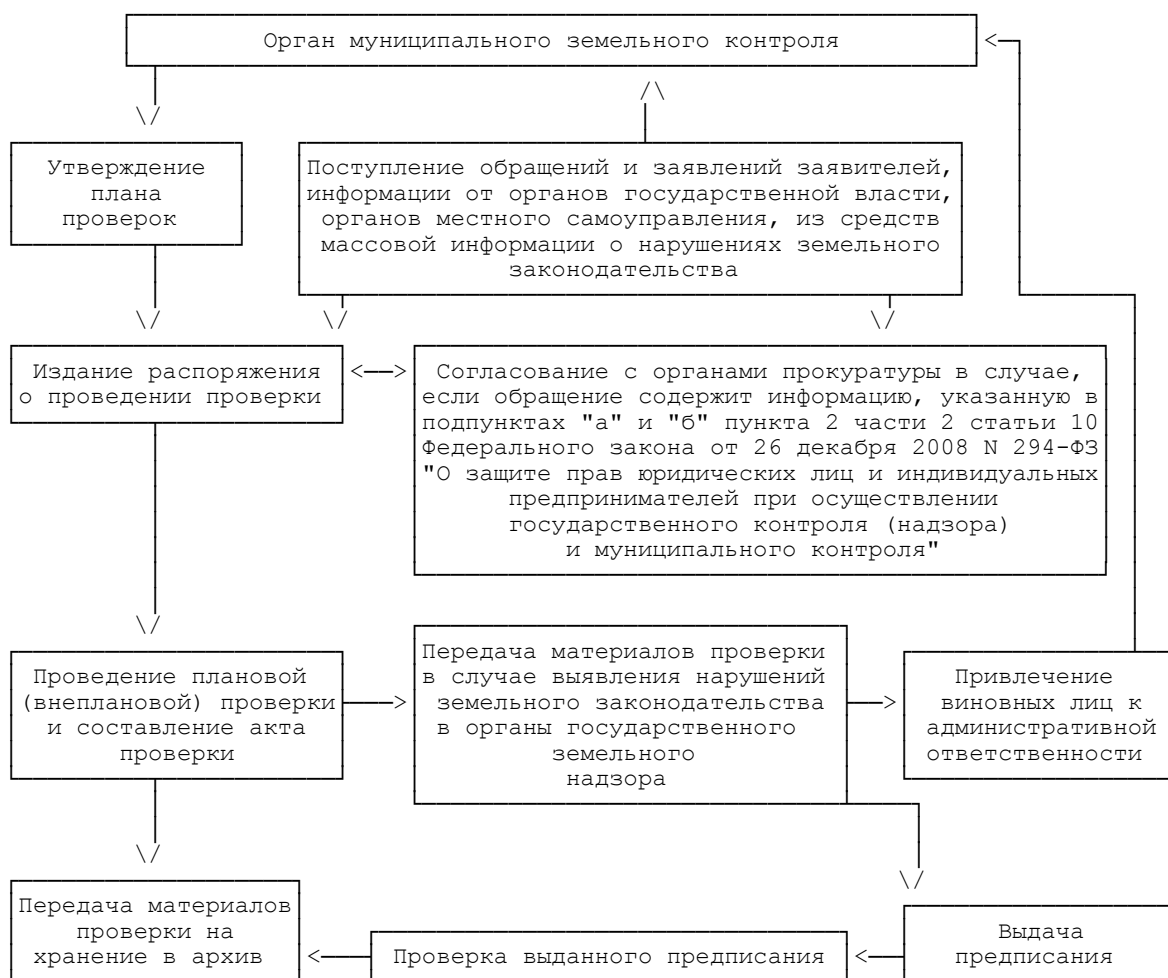 Орган муниципального земельного контроля
Утверждение
плана
проверок
Поступление обращений и заявлений заявителей,
информации от органов государственной власти,
органов местного самоуправления, из средств
массовой информации о нарушениях земельного
законодательства
Издание распоряжения
о проведении проверки
Согласование с органами прокуратуры в случае,
если обращение содержит информацию, указанную в
подпунктах "а" и "б" пункта 2 части 2 статьи 10
Федерального закона от 26 декабря 2008 N 294-ФЗ
"О защите прав юридических лиц и индивидуальных
предпринимателей при осуществлении
государственного контроля (надзора)
и муниципального контроля"
Проведение плановой
(внеплановой) проверки
и составление акта
проверки
Передача материалов проверки
в случае выявления нарушений
земельного законодательства
в органы государственного
земельного
надзора
Привлечение
виновных лиц к
административной
ответственности
Передача материалов
проверки на
хранение в архив
Проверка выданного предписания
Выдача
предписания